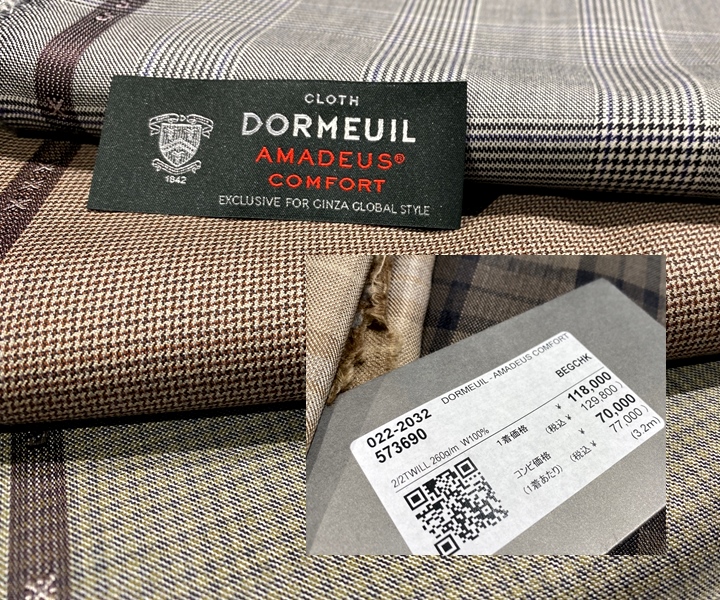 CLOTH
DORMEUIL
AMADEUS®
COMFORT
1842
EXCLUSIVE FOR GINZA GLOBAL STYLE
022-2032
DORMEUIL - AMADEUS COMFORT
573690
BEGCHK
2/2TWILL 260g/m W100%
1着価格
¥ 118,000
(税込 ¥ 129,800)
コンビ価格
¥ 70,000
(1着あたり)
(税込 ¥ 77,000)
(3.2m)